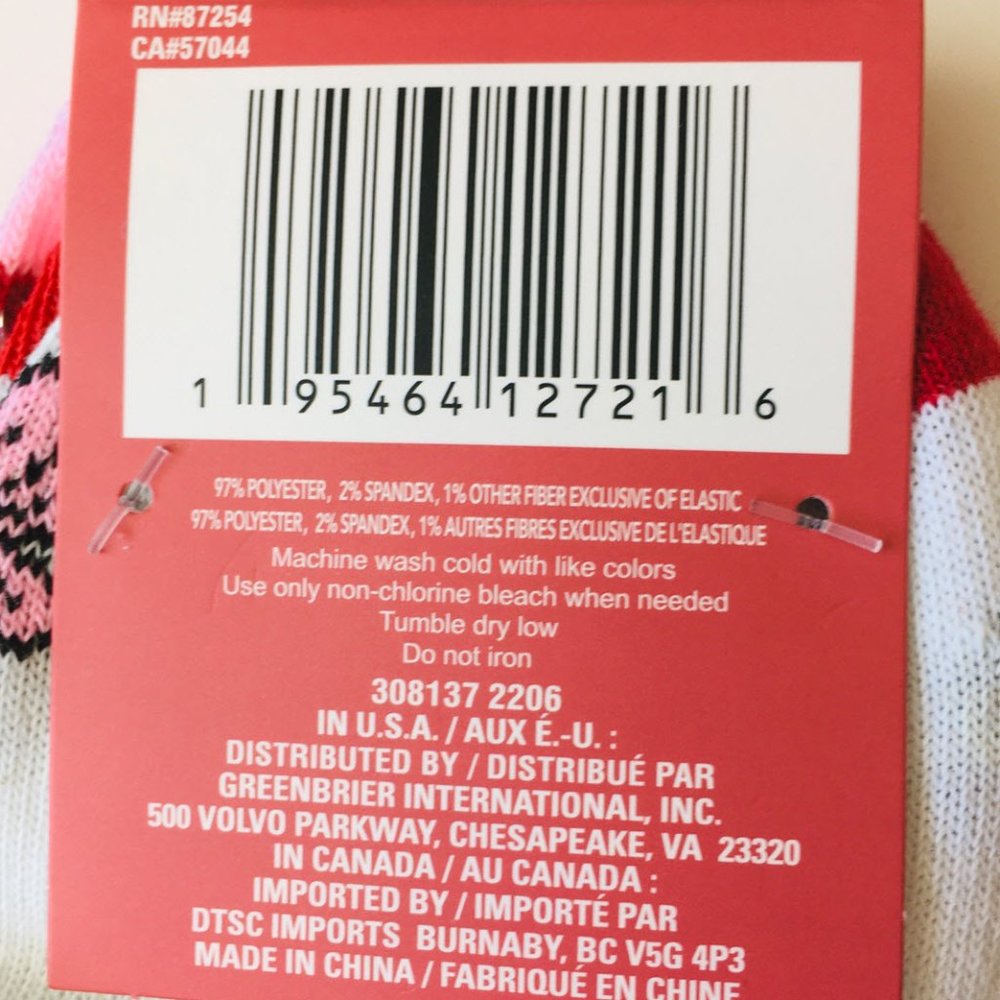 RN#87254
CA#57044
1 95464 12721 6
97% POLYESTER, 2% SPANDEX, 1% OTHER FIBER EXCLUSIVE OF ELASTIC
97% POLYESTER, 2% SPANDEX, 1% AUTRES FIBRES EXCLUSIVE DE L'ELASTIQUE
Machine wash cold with like colors
Use only non-chlorine bleach when needed
Tumble dry low
Do not iron
308137 2206
IN U.S.A. / AUX É.-U. :
DISTRIBUTED BY / DISTRIBUÉ PAR
GREENBRIER INTERNATIONAL, INC.
500 VOLVO PARKWAY, CHESAPEAKE, VA 23320
IN CANADA / AU CANADA :
IMPORTED BY / IMPORTÉ PAR
DTSC IMPORTS BURNABY, BC V5G 4P3
MADE IN CHINA / FABRIQUÉ EN CHINE